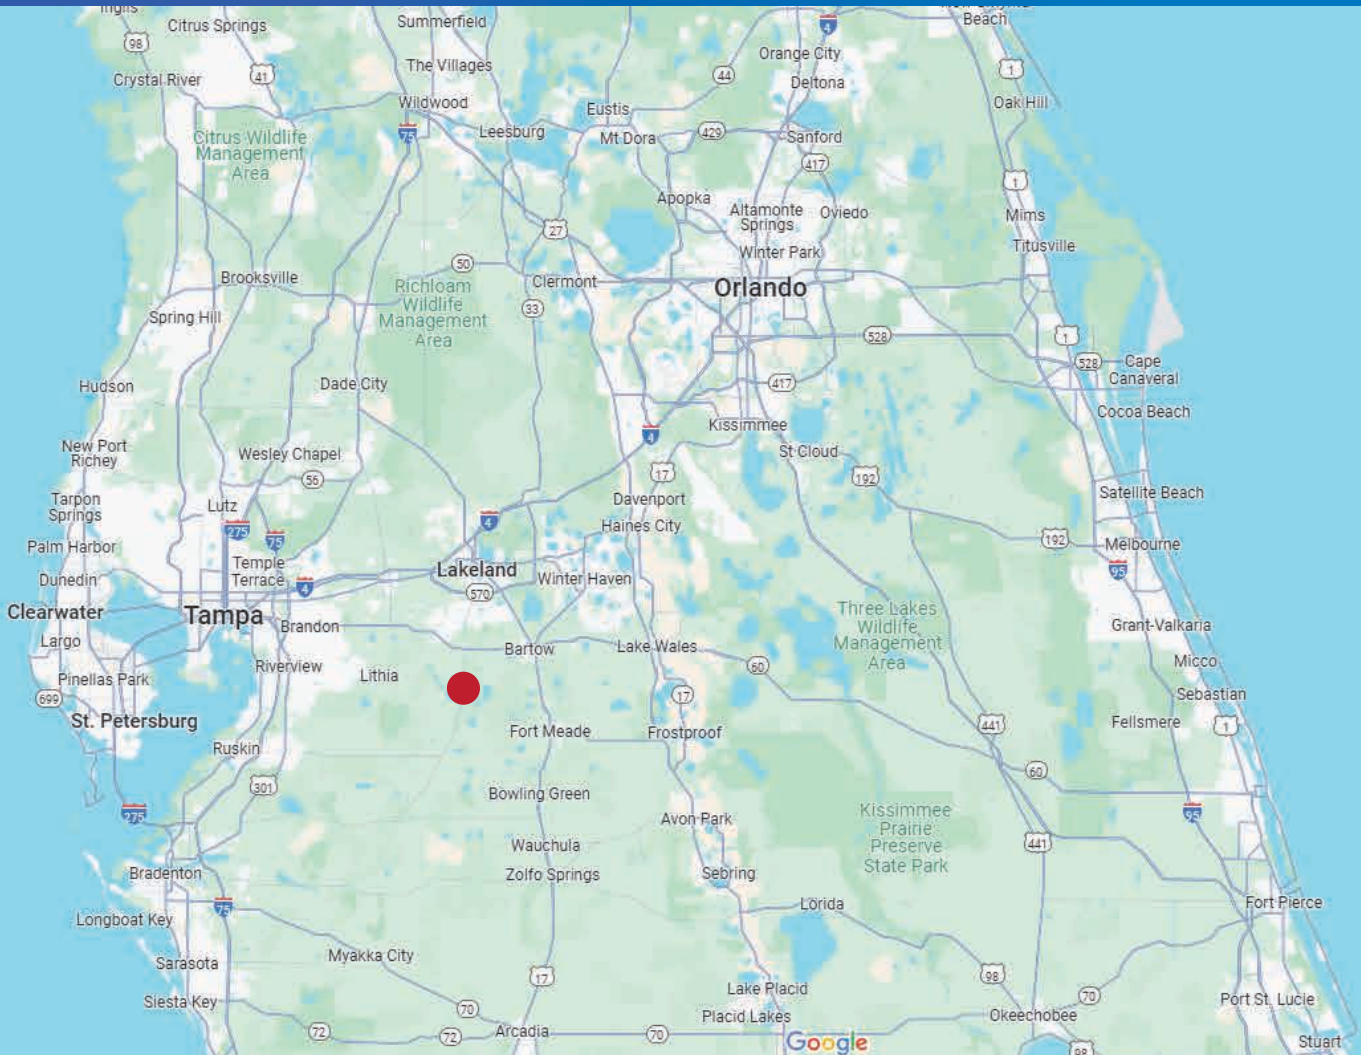 Inglis
Citrus Springs
Summerfield
4
Beach
98
Orange City
The Villages
Crystal River
41
44
Deltona
1
Wildwood
Eustis
Oak Hill
75
Leesburg
Mt Dora
429
Sanford
Citrus Wildlife
Management
Area
417
1
Apopka
Altamonte
Springs
Oviedo
Mims
27
Titusville
Winter Park
50
Brooksville
Clermont
Orlando
Richloam
Wildlife
Management
Area
33
Spring Hill
528
1
528
Cape
Canaveral
Hudson
Dade City
417
Cocoa Beach
Kissimmee
4
New Port
Richey
Wesley Chapel
St Cloud
56
17
192
Tarpon
Springs
Davenport
Satellite Beach
Lutz
275
75
4
Haines City
192
Melbourne
Palm Harbor
Temple
Terrace
Lakeland
95
Dunedin
4
570
Winter Haven
Clearwater
Tampa
Three Lakes
Wildlife
Management
Area
Brandon
Grant-Valkaria
Largo
Bartow
Lake Wales
60
Riverview
Lithia
Micco
Pinellas Park
699
17
Sebastian
St. Petersburg
441
Fellsmere
1
Fort Meade
Frostproof
Ruskin
60
301
Bowling Green
275
Avon Park
Kissimmee
Prairie
Preserve
State Park
95
441
Wauchula
Bradenton
Zolfo Springs
Sebring
75
Lorida
Fort Pierce
Longboat Key
Myakka City
Sarasota
17
98
Lake Placid
Siesta Key
70
70
Port St. Lucie
Placid Lakes
Okeechobee
72
72
Arcadia
70
Google
98
Stuart